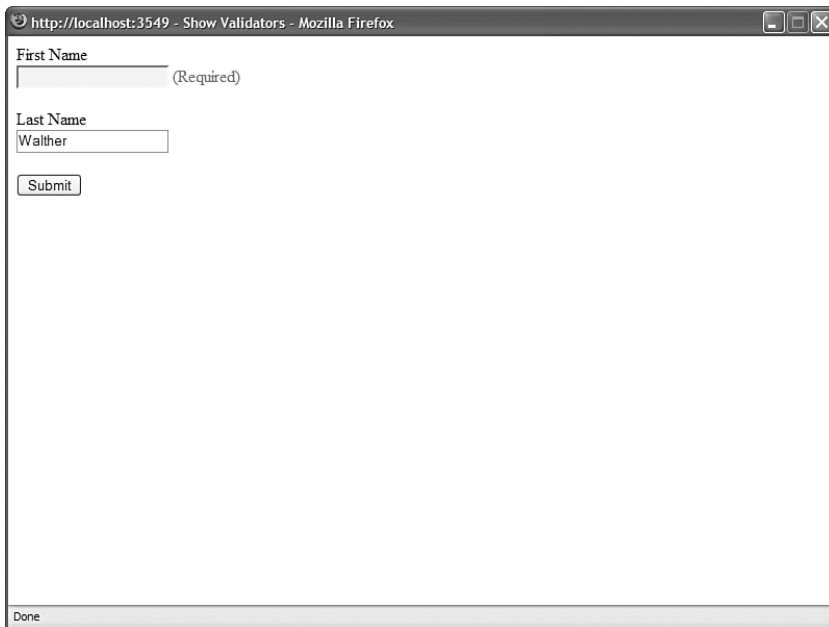 http://localhost:3549 - Show Validators - Mozilla Firefox
First Name
(Required)
Last Name
Walther
Submit
Done